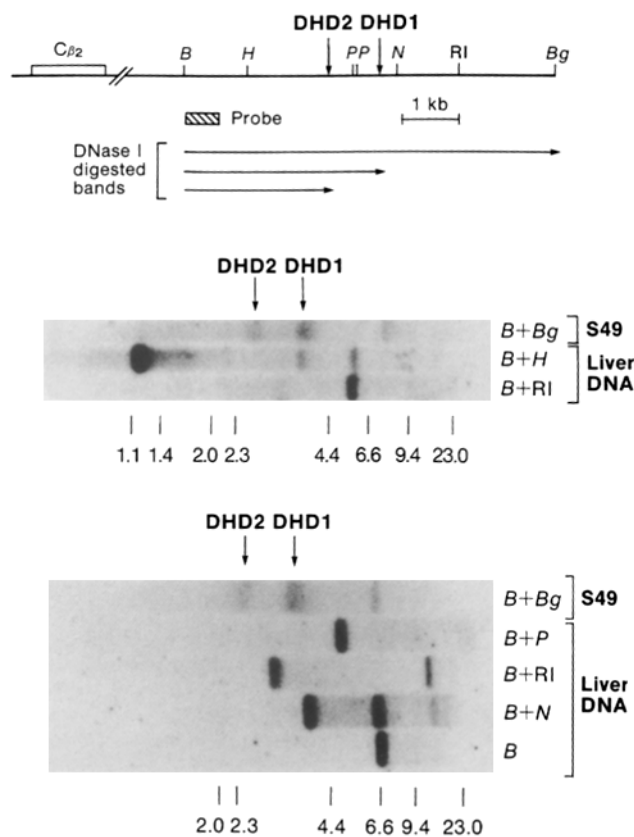 DHD2 DHD1
Cβ2 B H P P N RI Bg
Probe 1 kb
DNase I
digested
bands
DHD2 DHD1
B+Bg S49
B+H Liver
B+RI DNA
1.1 1.4 2.0 2.3 4.4 6.6 9.4 23.0
DHD2 DHD1
B+Bg S49
B+P
B+RI Liver
B+N DNA
B
2.0 2.3 4.4 6.6 9.4 23.0